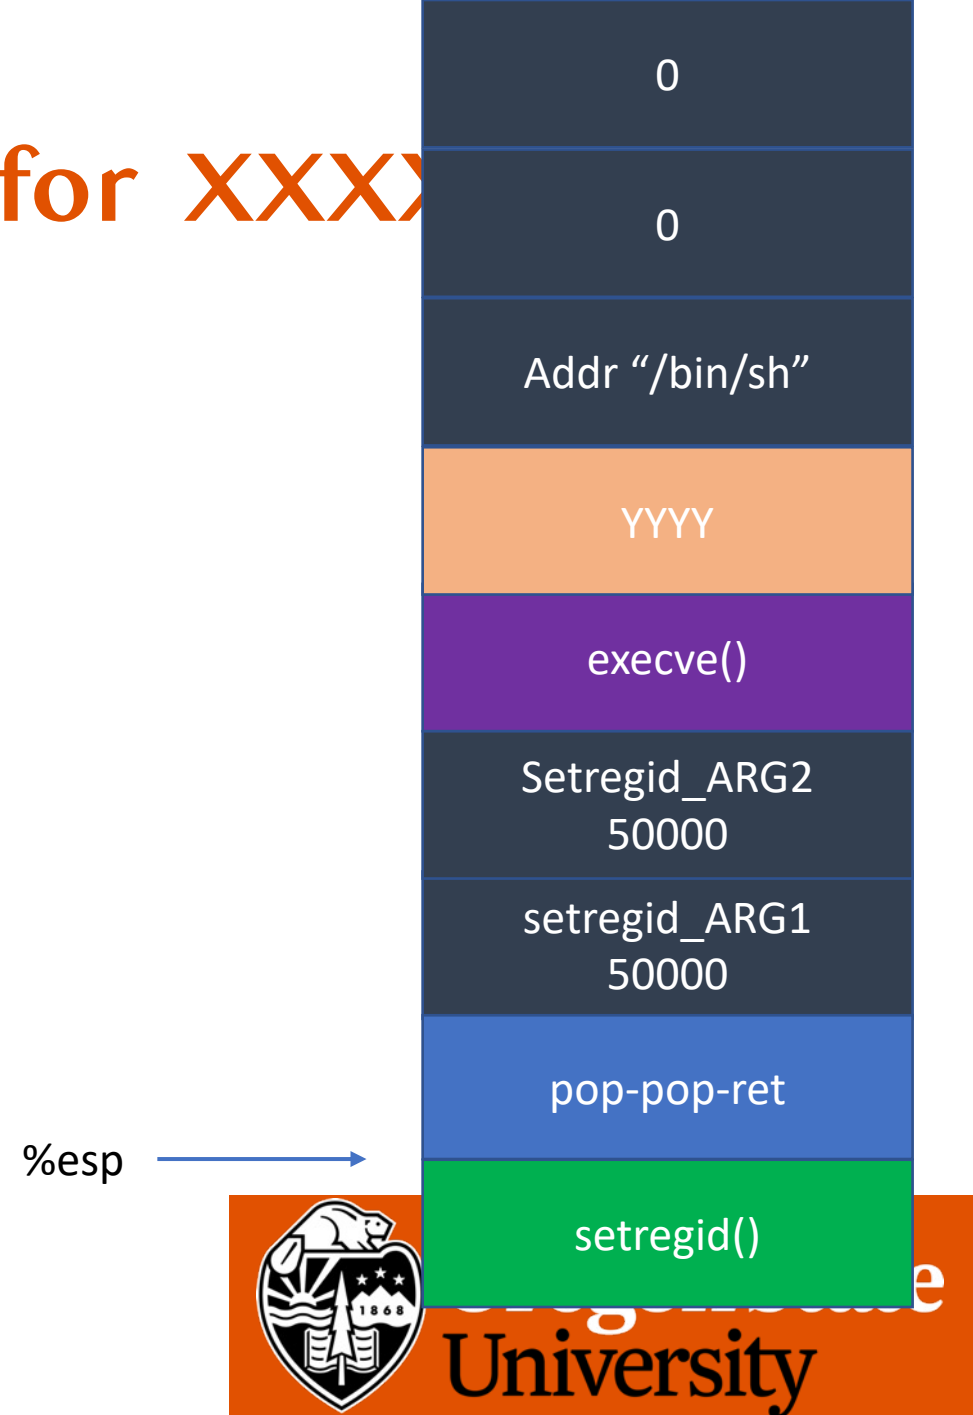 0
for XXXX
0
Addr “/bin/sh”
YYYY
execve()
Setregid_ARG2
50000
setregid_ARG1
50000
pop-pop-ret
%esp
setregid()
1868
University